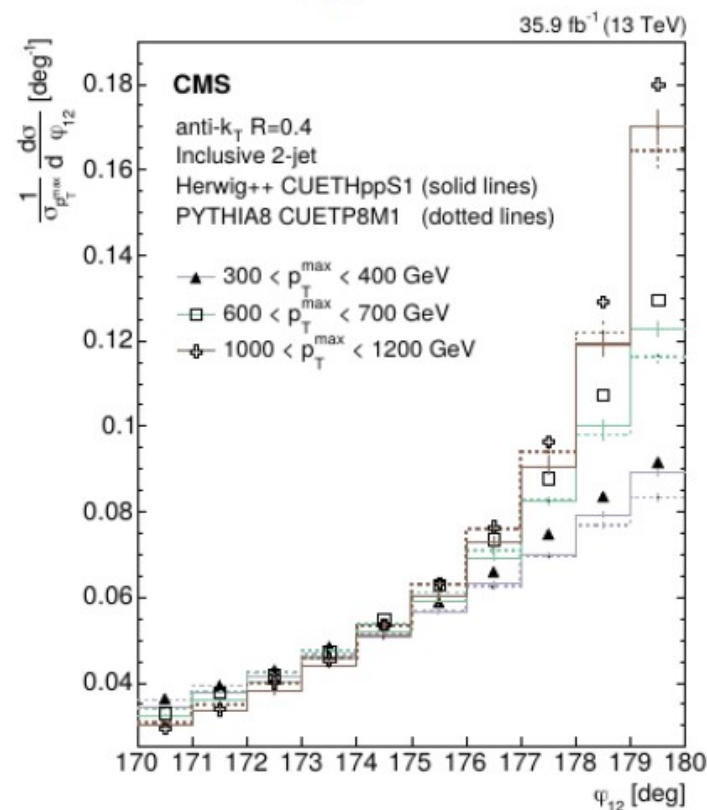 35.9 fb⁻¹ (13 TeV)
1/σ_{p_T^{max}} dσ/d φ₁₂ [deg⁻¹]
CMS
anti-k_T R=0.4
Inclusive 2-jet
Herwig++ CUETHppS1 (solid lines)
PYTHIA8 CUETP8M1 (dotted lines)
300 < p_T^{max} < 400 GeV
600 < p_T^{max} < 700 GeV
1000 < p_T^{max} < 1200 GeV
0.18
0.16
0.14
0.12
0.1
0.08
0.06
0.04
170 171 172 173 174 175 176 177 178 179 180
φ₁₂ [deg]